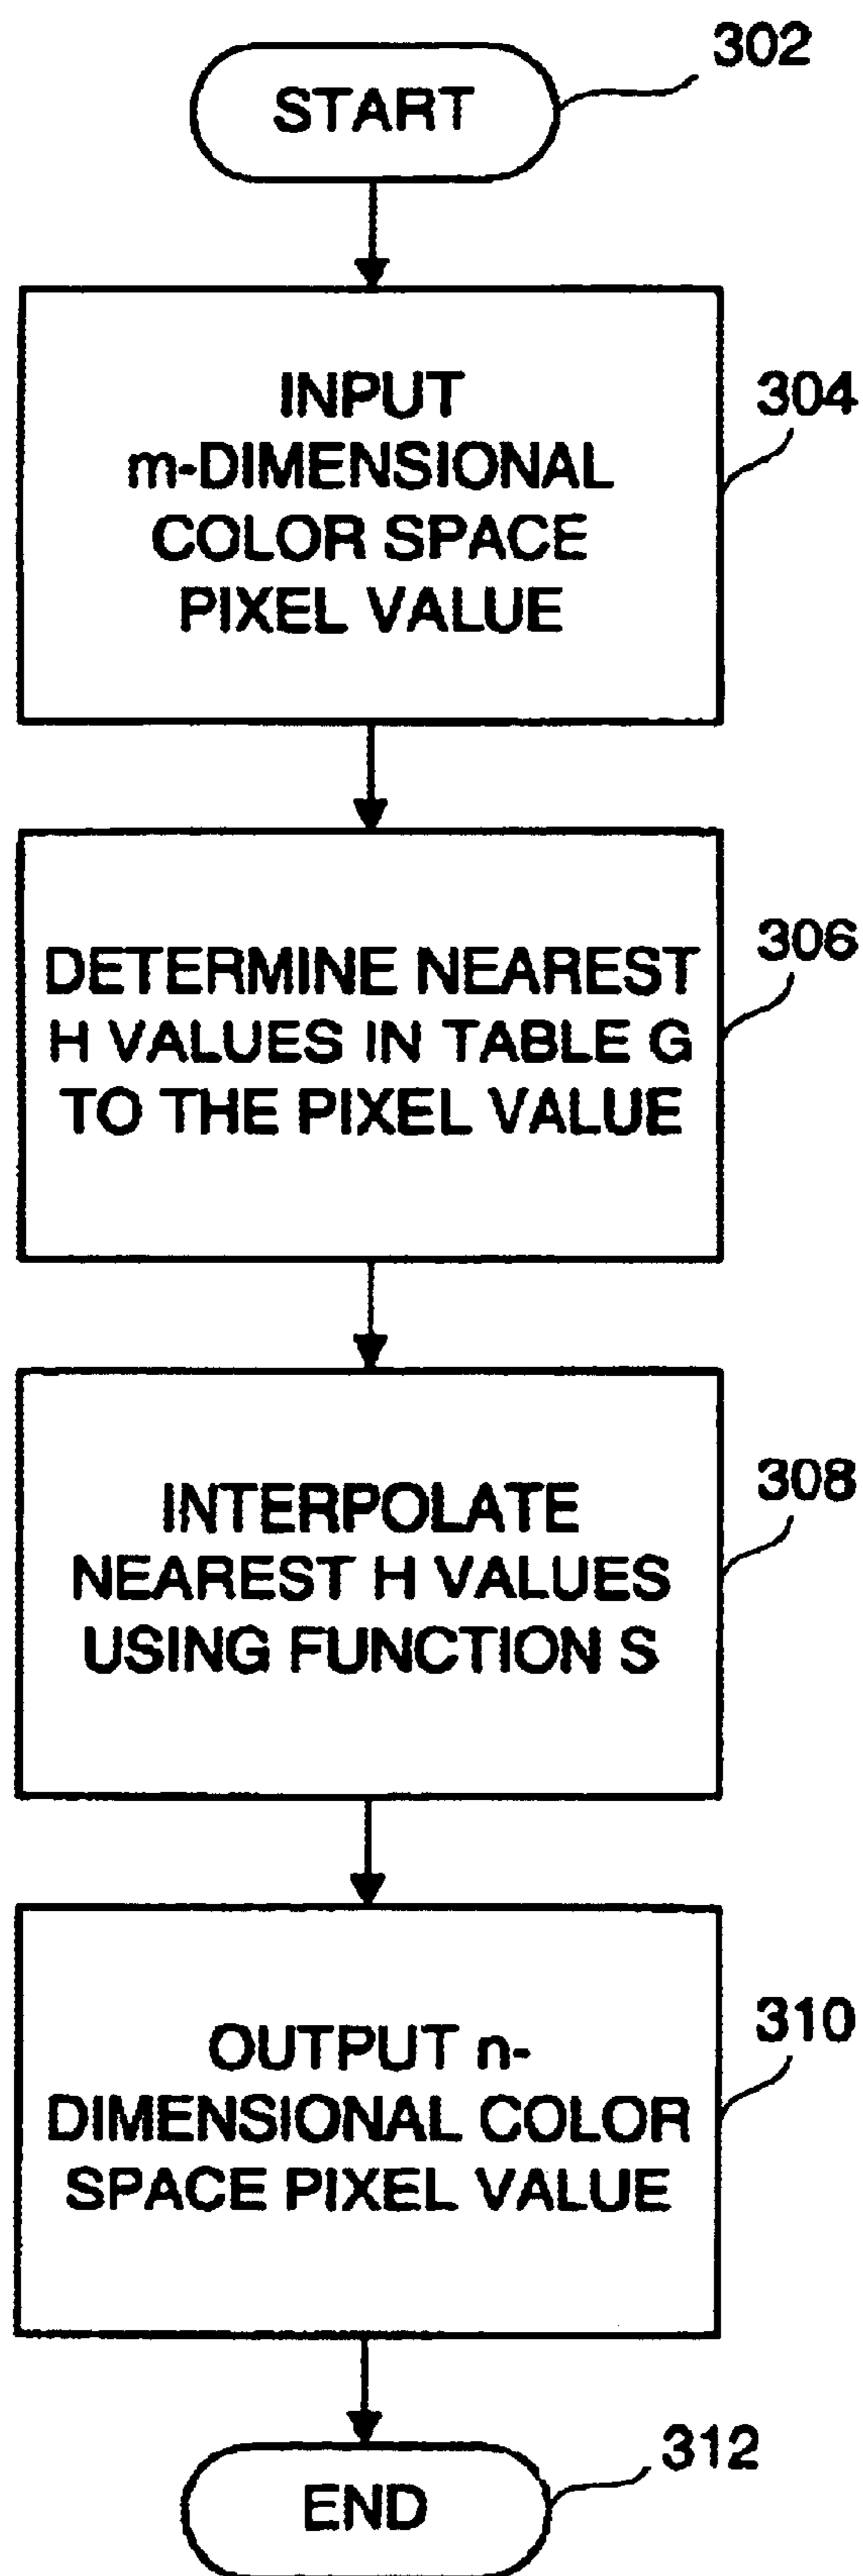 302
START
304
INPUT
m-DIMENSIONAL
COLOR SPACE
PIXEL VALUE
306
DETERMINE NEAREST
H VALUES IN TABLE G
TO THE PIXEL VALUE
308
INTERPOLATE
NEAREST H VALUES
USING FUNCTION S
310
OUTPUT n-
DIMENSIONAL COLOR
SPACE PIXEL VALUE
312
END